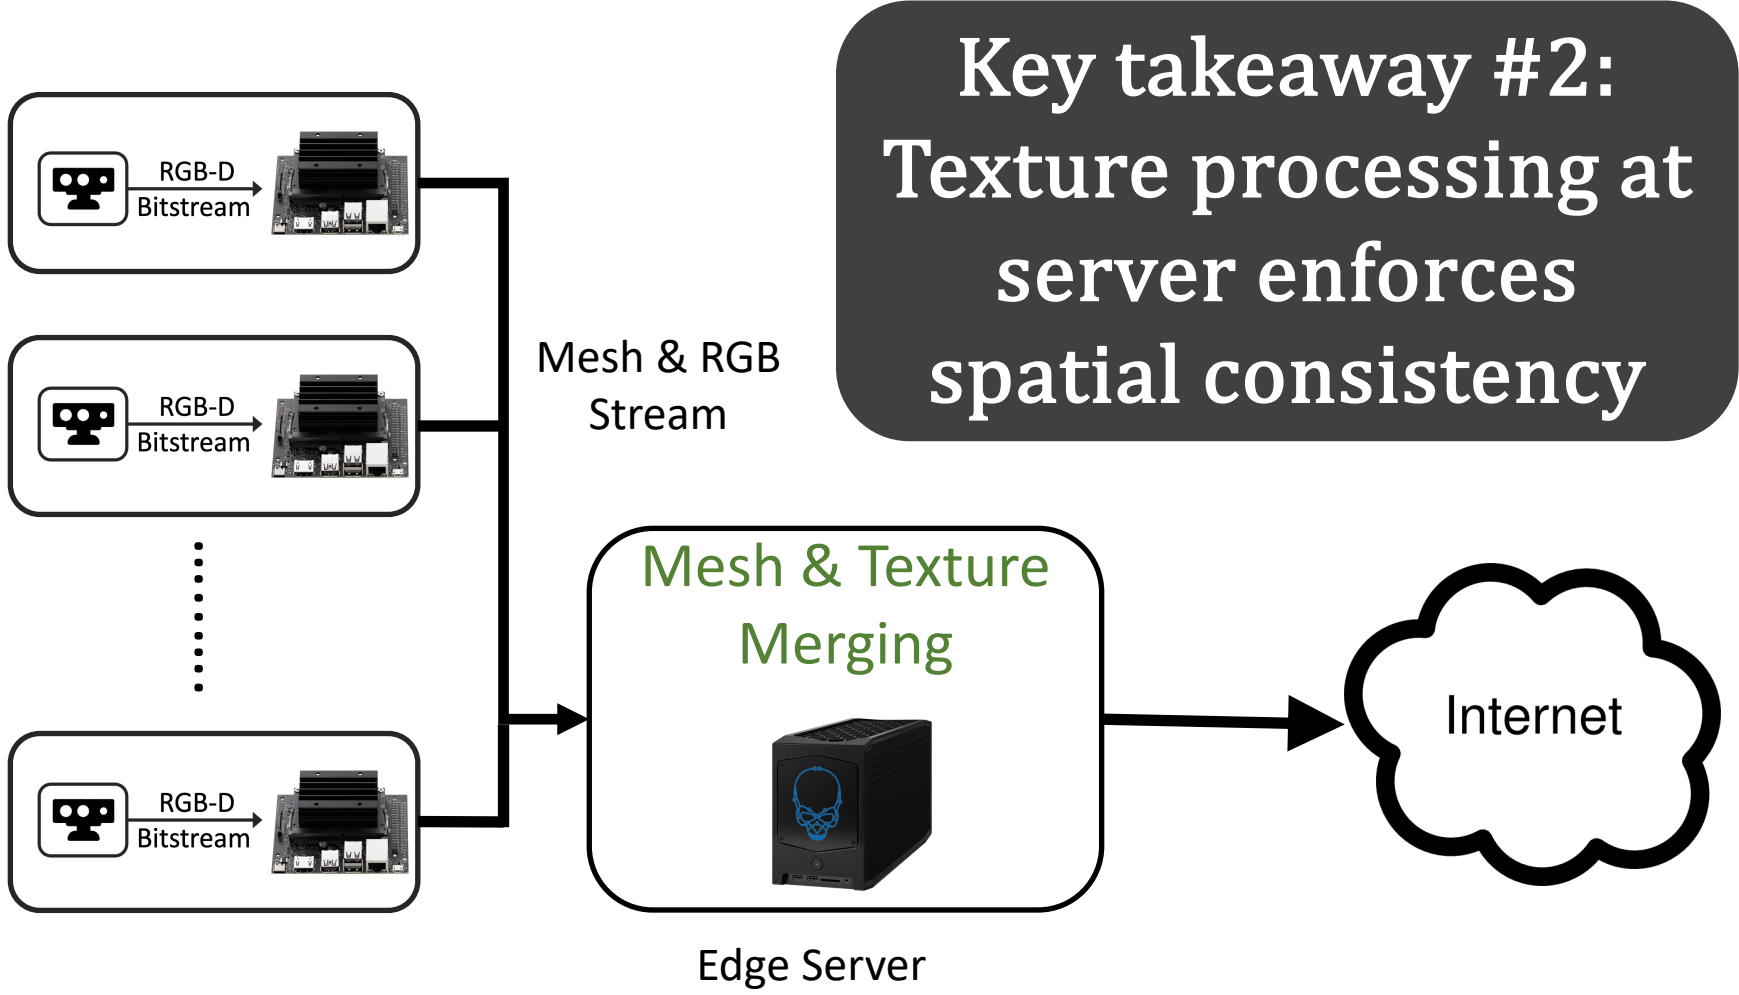 Key takeaway #2:
Texture processing at
server enforces
spatial consistency
RGB-D
Bitstream
RGB-D
Bitstream
RGB-D
Bitstream
Mesh & RGB
Stream
Mesh & Texture
Merging
Edge Server
Internet